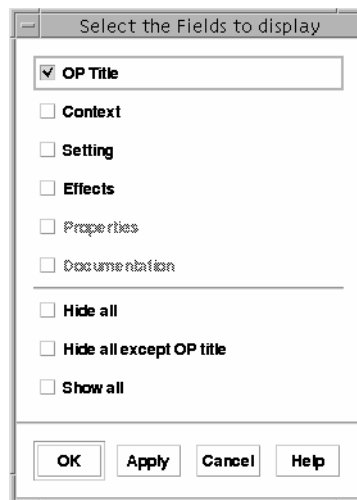 Select the Fields to display
OP Title
Context
Setting
Effects
Properties
Documentation
Hide all
Hide all except OP title
Show all
OK Apply Cancel Help